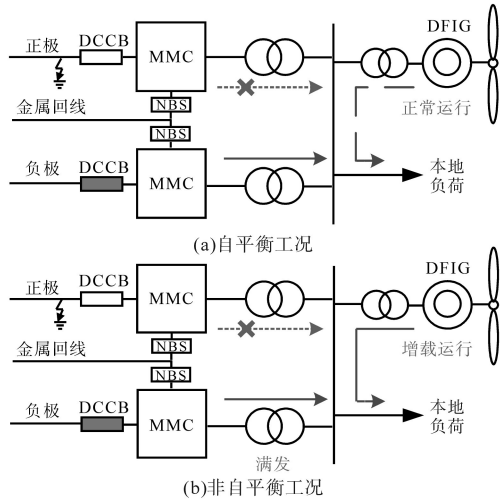 正极
DCCB
MMC
DFIG
NBS
正常运行
金属回线
NBS
负极
DCCB
MMC
本地
负荷
(a)自平衡工况
正极
DCCB
MMC
DFIG
NBS
增载运行
金属回线
NBS
负极
DCCB
MMC
本地
负荷
满发
(b)非自平衡工况